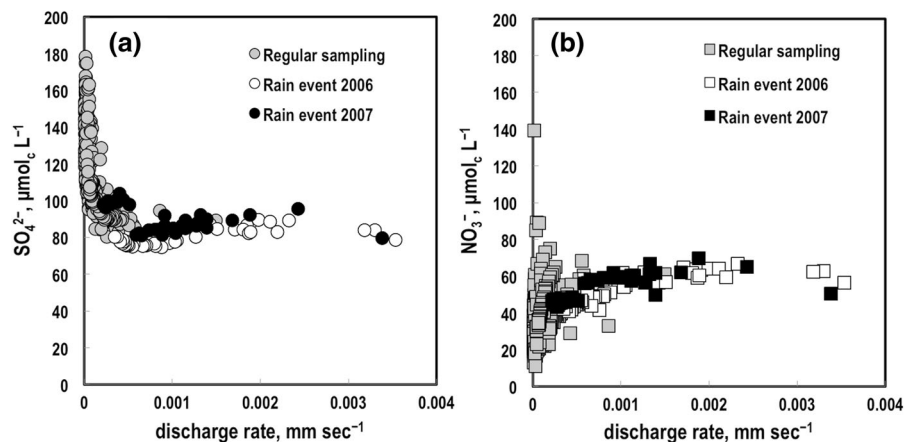 (a)
Regular sampling
Rain event 2006
Rain event 2007
SO₄²⁻, µmolc L⁻¹
200
180
160
140
120
100
80
60
40
20
0
0 0.001 0.002 0.003 0.004
discharge rate, mm sec⁻¹
(b)
Regular sampling
Rain event 2006
Rain event 2007
NO₃⁻, µmolc L⁻¹
200
180
160
140
120
100
80
60
40
20
0
0 0.001 0.002 0.003 0.004
discharge rate, mm sec⁻¹